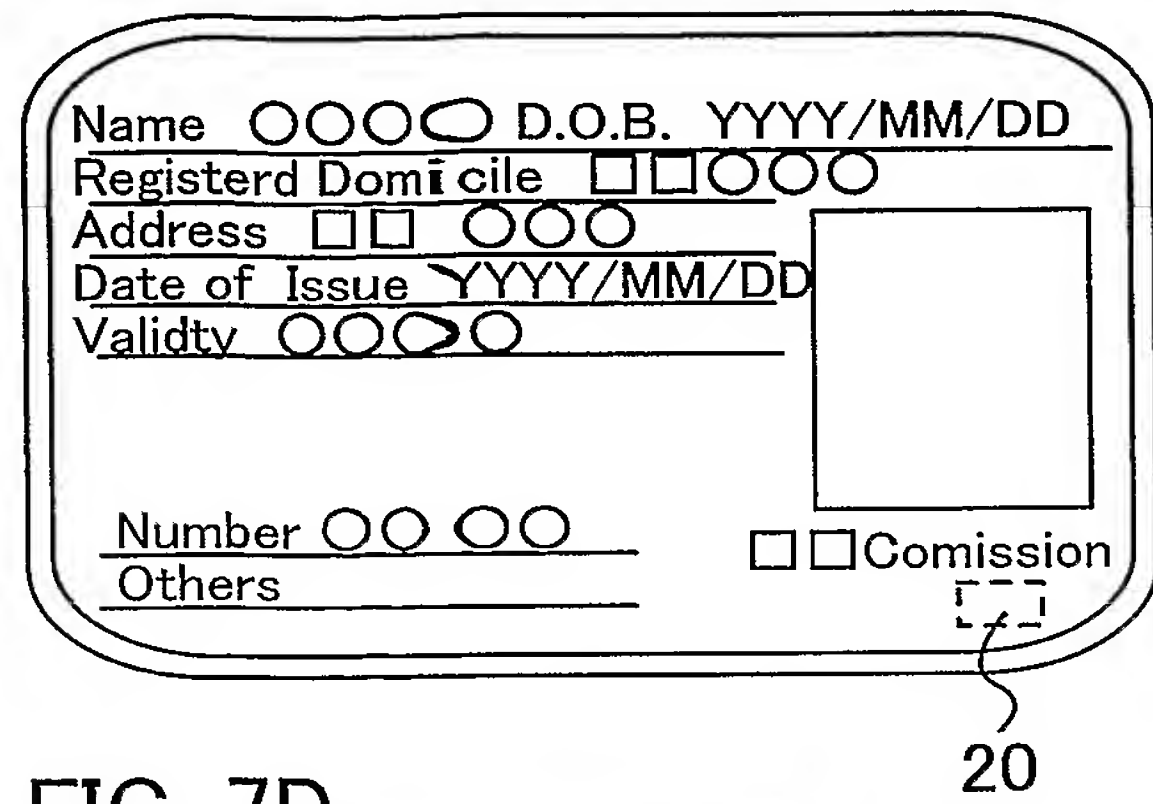 Name ○○○○ D.O.B. YYYY/MM/DD
Registerd Domicile □□○○○
Address □□ ○○○
Date of Issue YYYY/MM/DD
Validty ○○○○
Number ○○ ○○
□□Comission
Others
20
FIG. 7D